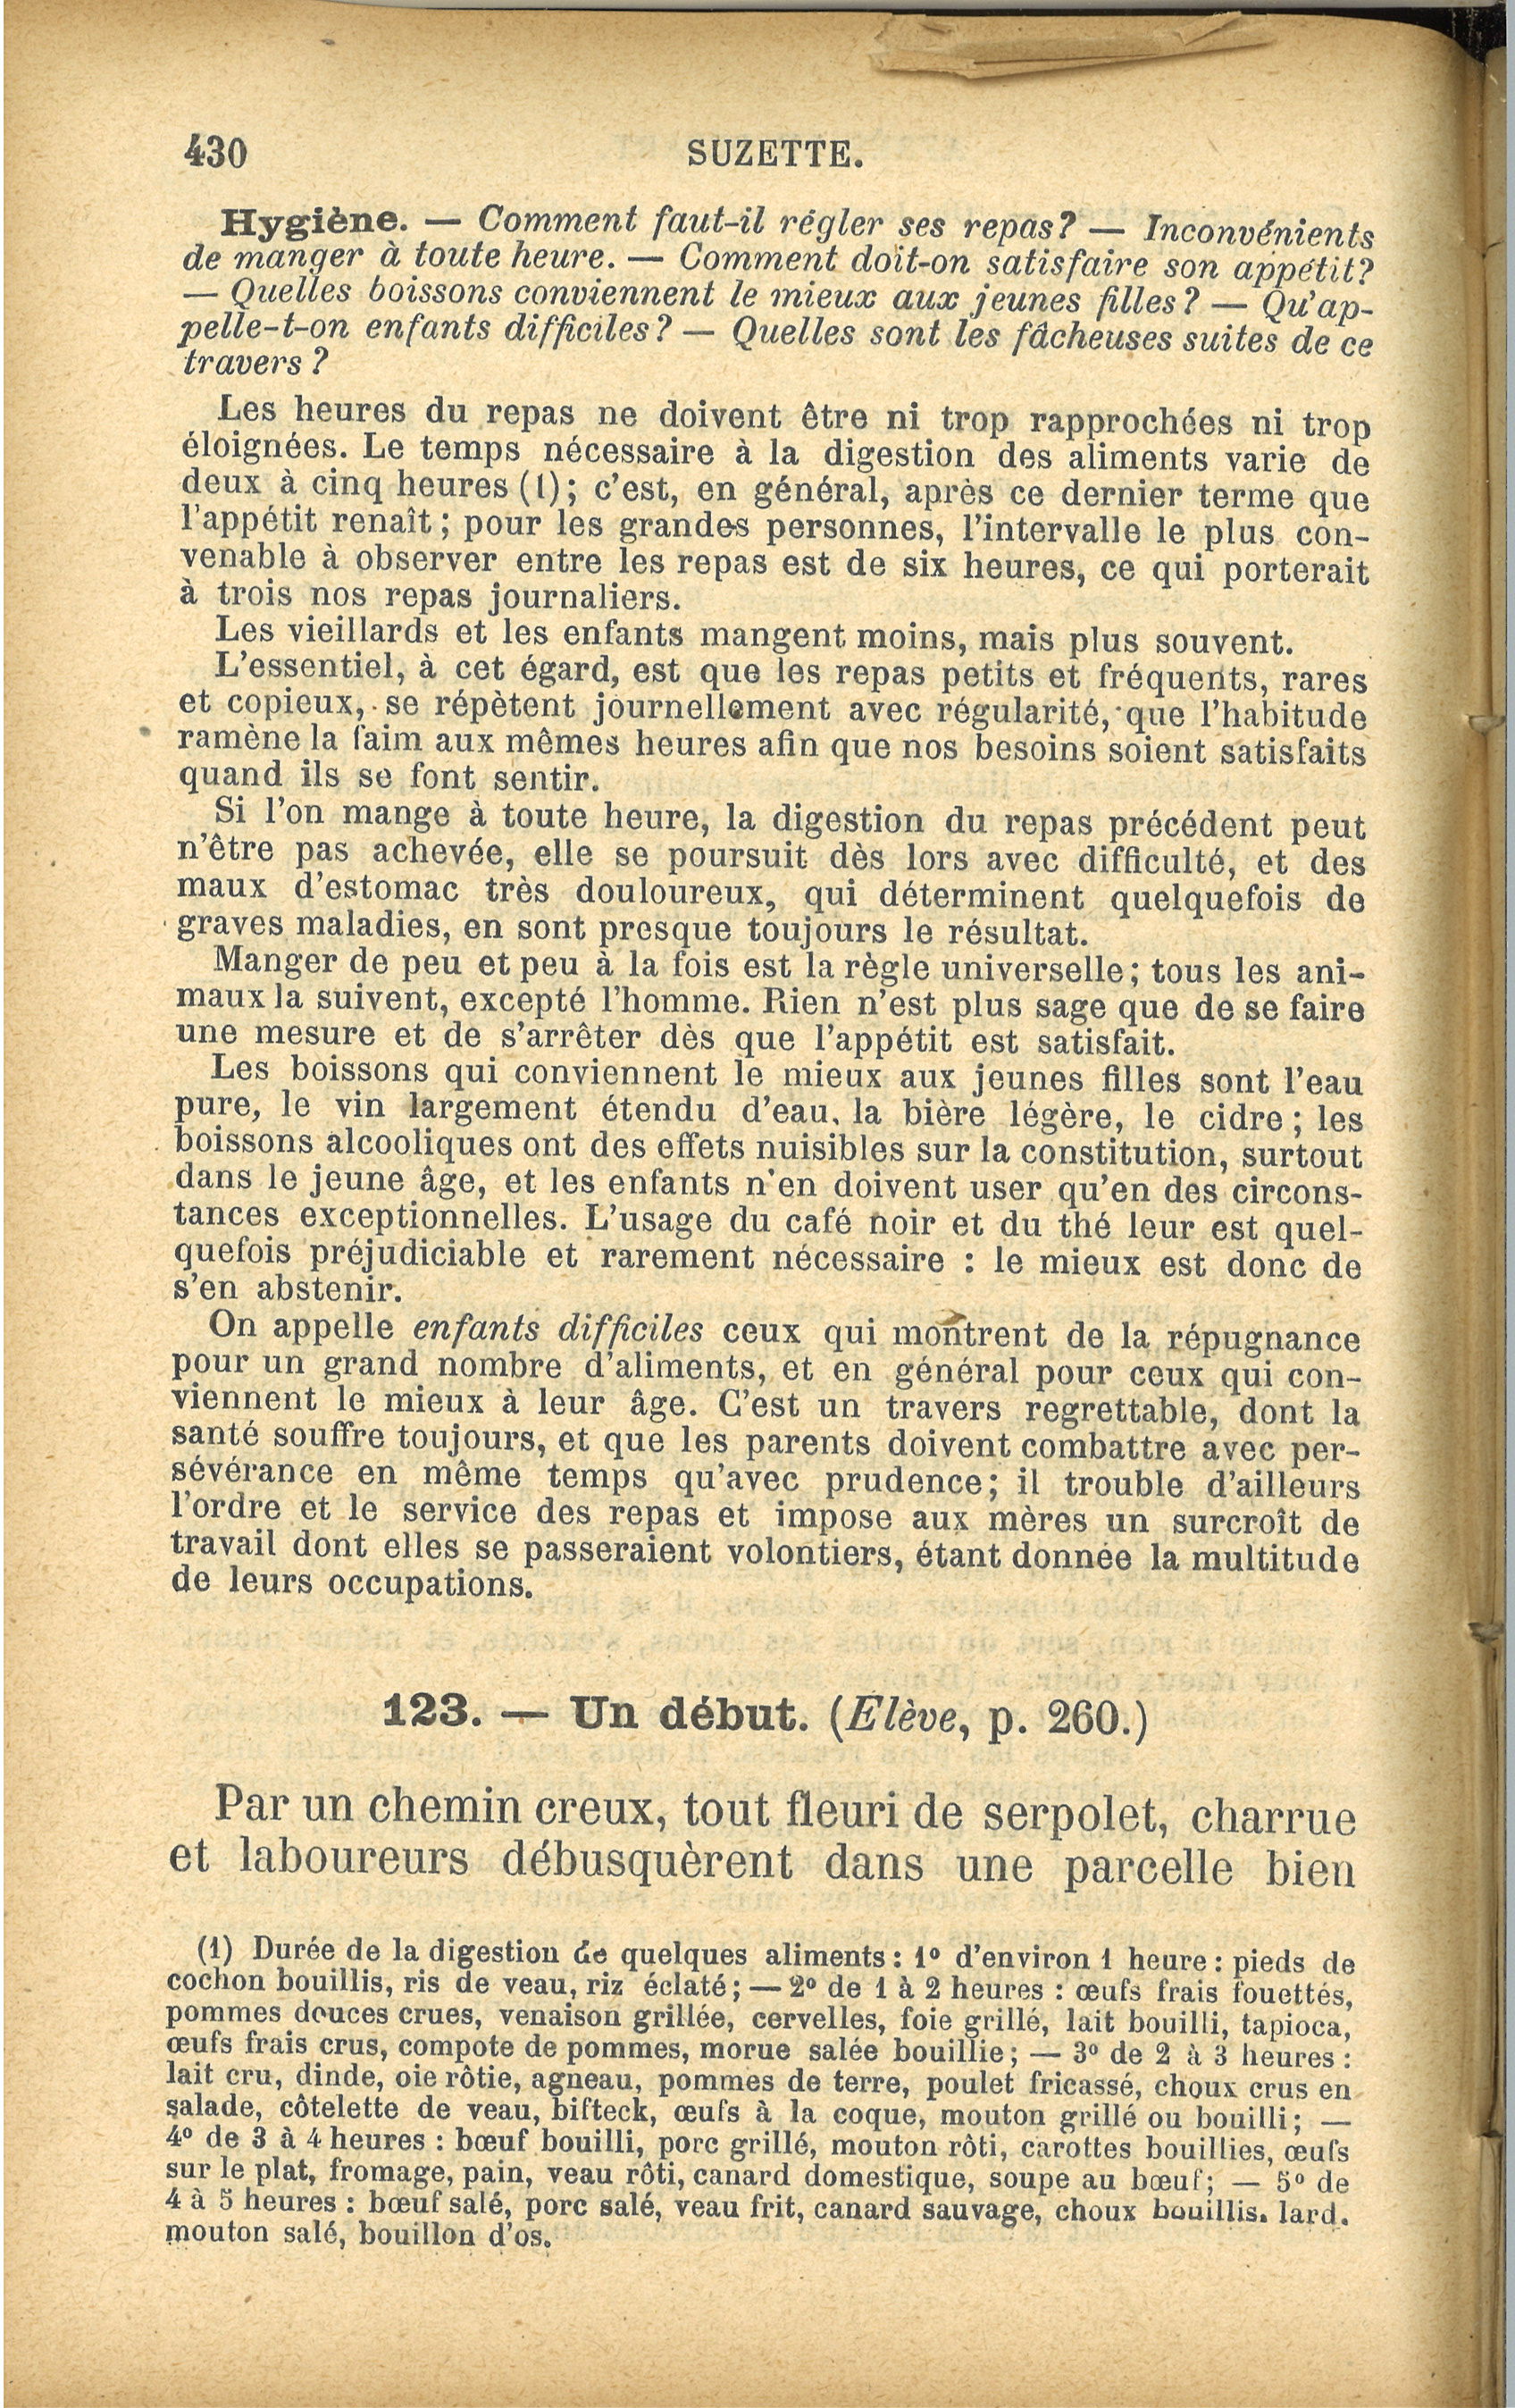 430 SUZETTE.
Hygiène. — Comment faut-il régler ses repas? — Inconvénients
de manger à toute heure. — Comment doit-on satisfaire son appétit?
— Quelles boissons conviennent le mieux aux jeunes filles? — Qu'ap-
pelle-t-on enfants difficiles? — Quelles sont les fâcheuses suites de ce
travers?
Les heures du repas ne doivent être ni trop rapprochées ni trop
éloignées. Le temps nécessaire à la digestion des aliments varie de
deux à cinq heures (1); c'est, en général, après ce dernier terme que
l'appétit renaît; pour les grandes personnes, l'intervalle le plus con-
venable à observer entre les repas est de six heures, ce qui porterait
à trois nos repas journaliers.
Les vieillards et les enfants mangent moins, mais plus souvent.
L'essentiel, à cet égard, est que les repas petits et fréquents, rares
et copieux, se répètent journellement avec régularité, que l'habitude
ramène la faim aux mêmes heures afin que nos besoins soient satisfaits
quand ils se font sentir.
Si l'on mange à toute heure, la digestion du repas précédent peut
n'être pas achevée, elle se poursuit dès lors avec difficulté, et des
maux d'estomac très douloureux, qui déterminent quelquefois de
graves maladies, en sont presque toujours le résultat.
Manger de peu et peu à la fois est la règle universelle; tous les ani-
maux la suivent, excepté l'homme. Rien n'est plus sage que de se faire
une mesure et de s'arrêter dès que l'appétit est satisfait.
Les boissons qui conviennent le mieux aux jeunes filles sont l'eau
pure, le vin largement étendu d'eau, la bière légère, le cidre; les
boissons alcooliques ont des effets nuisibles sur la constitution, surtout
dans le jeune âge, et les enfants n'en doivent user qu'en des circons-
tances exceptionnelles. L'usage du café noir et du thé leur est quel-
quefois préjudiciable et rarement nécessaire : le mieux est donc de
s'en abstenir.
On appelle enfants difficiles ceux qui montrent de la répugnance
pour un grand nombre d'aliments, et en général pour ceux qui con-
viennent le mieux à leur âge. C'est un travers regrettable, dont la
santé souffre toujours, et que les parents doivent combattre avec per-
sévérance en même temps qu'avec prudence; il trouble d'ailleurs
l'ordre et le service des repas et impose aux mères un surcroît de
travail dont elles se passeraient volontiers, étant donnée la multitude
de leurs occupations.
123. — Un début. (Elève, p. 260.)
Par un chemin creux, tout fleuri de serpolet, charrue
et laboureurs débusquèrent dans une parcelle bien
(1) Durée de la digestion de quelques aliments: 1° d'environ 1 heure: pieds de
cochon bouillis, ris de veau, riz éclaté; — 2° de 1 à 2 heures : œufs frais fouettés,
pommes douces crues, venaison grillée, cervelles, foie grillé, lait bouilli, tapioca,
œufs frais crus, compote de pommes, morue salée bouillie; — 3° de 2 à 3 heures:
lait cru, dinde, oie rôtie, agneau, pommes de terre, poulet fricassé, choux crus en
salade, côtelette de veau, bifteck, œufs à la coque, mouton grillé ou bouilli; —
4° de 3 à 4 heures : bœuf bouilli, porc grillé, mouton rôti, carottes bouillies, œufs
sur le plat, fromage, pain, veau rôti, canard domestique, soupe au bœuf; — 5° de
4 à 5 heures : bœuf salé, porc salé, veau frit, canard sauvage, choux bouillis, lard,
mouton salé, bouillon d'os.